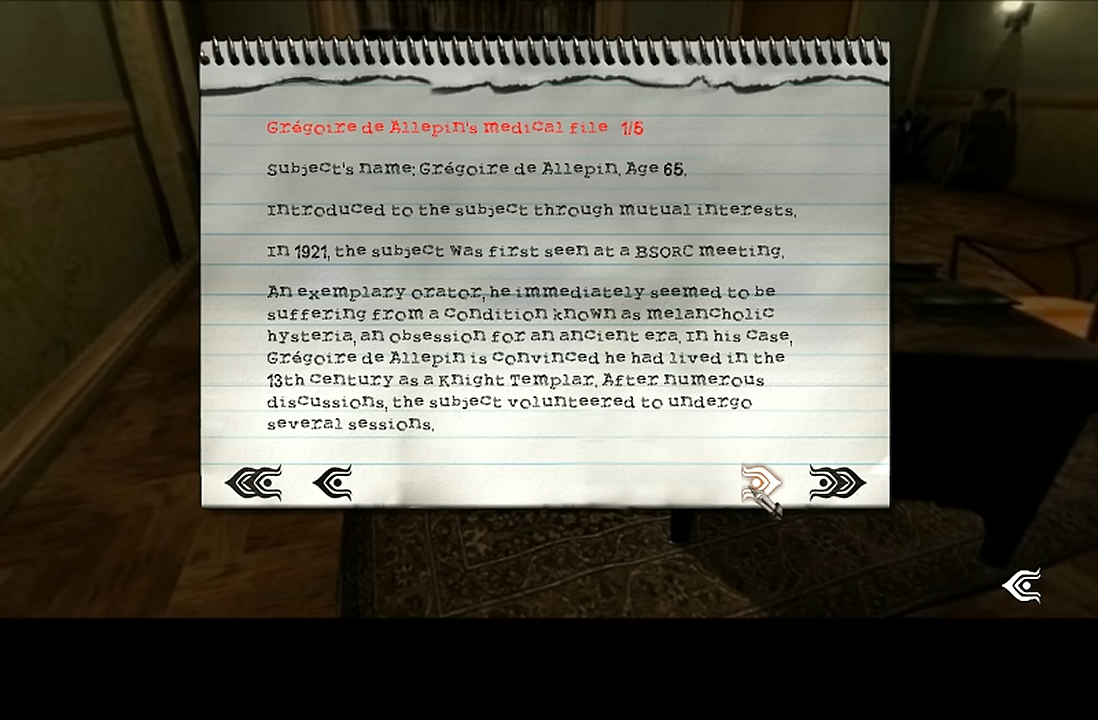 Grégoire de Allepin's medical file 1/5
Subject's name: Grégoire de Allepin, Age 65.
Introduced to the subject through mutual interests.
In 1921, the subject was first seen at a BSORC meeting.
An exemplary orator, he immediately seemed to be
suffering from a condition known as melancholic
hysteria, an obsession for an ancient era. In his case,
Grégoire de Allepin is convinced he had lived in the
13th century as a Knight Templar. After numerous
discussions, the subject volunteered to undergo
several sessions.